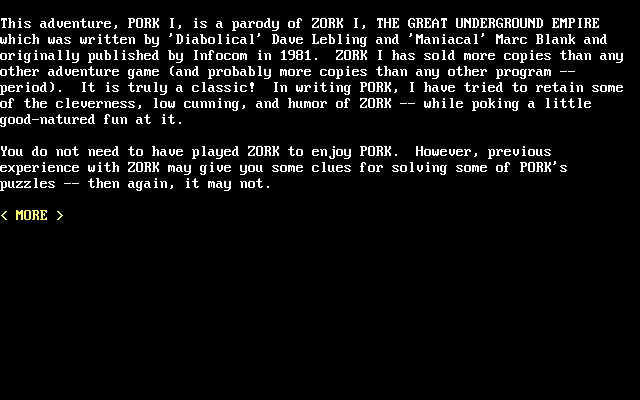 This adventure, PORK I, is a parody of ZORK I, THE GREAT UNDERGROUND EMPIRE
which was written by 'Diabolical' Dave Lebling and 'Maniacal' Marc Blank and
originally published by Infocom in 1981.  ZORK I has sold more copies than any
other adventure game (and probably more copies than any other program --
period).  It is truly a classic!  In writing PORK, I have tried to retain some
of the cleverness, low cunning, and humor of ZORK -- while poking a little
good-natured fun at it.
You do not need to have played ZORK to enjoy PORK.  However, previous
experience with ZORK may give you some clues for solving some of PORK's
puzzles -- then again, it may not.
< MORE >